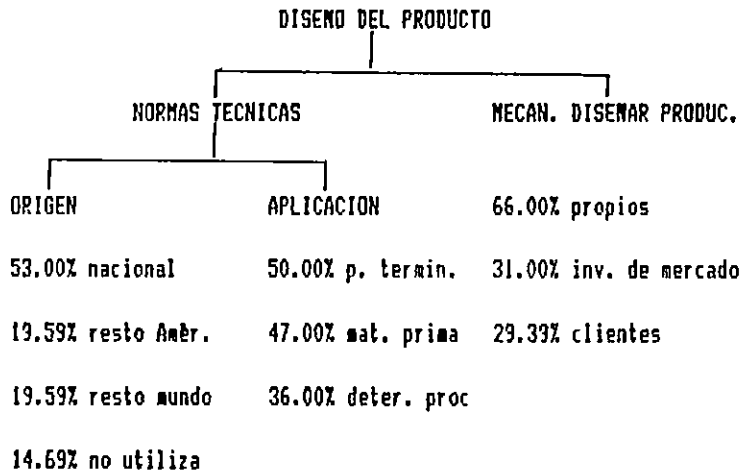 DISENO DEL PRODUCTO
NORMAS TECNICAS MECAN. DISENAR PRODUC.
ORIGEN APLICACION 66.00% propios
53.00% nacional 50.00% p. termin. 31.00% inv. de mercado
19.59% resto Amèr. 47.00% mat. prima 29.39% clientes
19.59% resto mundo 36.00% deter. proc
14.69% no utiliza